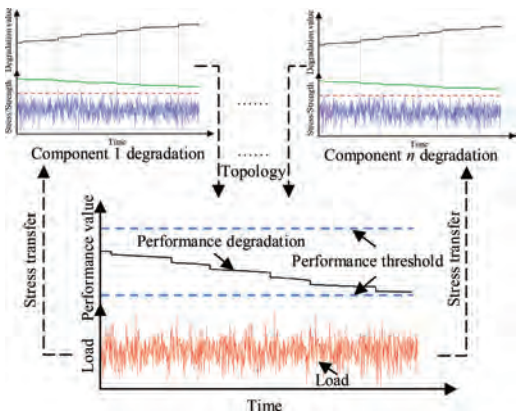 Degradation value
Stress/Strength
Time
Component 1 degradation
Degradation value
Stress/Strength
Time
Component n degradation
......
......
Topology
Stress transfer
Stress transfer
Performance value
Performance degradation
Performance threshold
Load
Load
Time